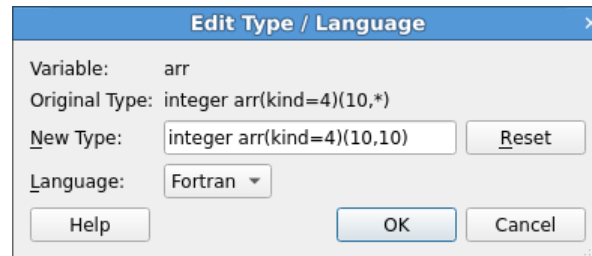 Edit Type / Language
Variable: arr
Original Type: integer arr(kind=4)(10,*)
New Type: integer arr(kind=4)(10,10) Reset
Language: Fortran
Help OK Cancel